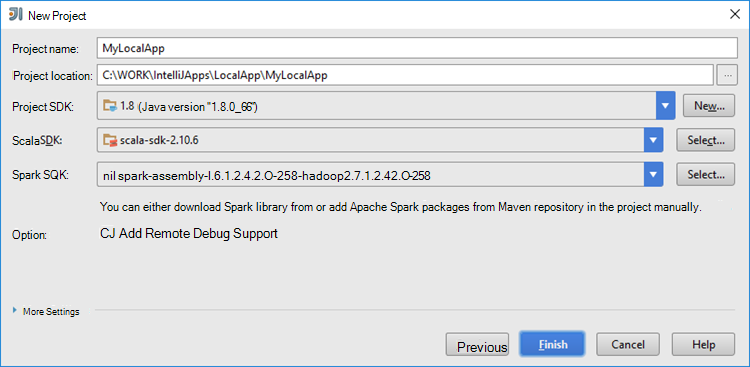 New Project
Project name: MyLocalApp
Project location: C:\WORK\IntelliJApps\LocalApp\MyLocalApp ...
Project SDK: 1.8 (Java version "1.8.0_66") New...
ScalaSDK: scala-sdk-2.10.6 Select...
Spark SQK: nil spark-assembly-l.6.1.2.4.2.O-258-hadoop2.7.1.2.42.O-258 Select...
You can either download Spark library from or add Apache Spark packages from Maven repository in the project manually.
Option: CJ Add Remote Debug Support
More Settings
Previous Finish Cancel Help